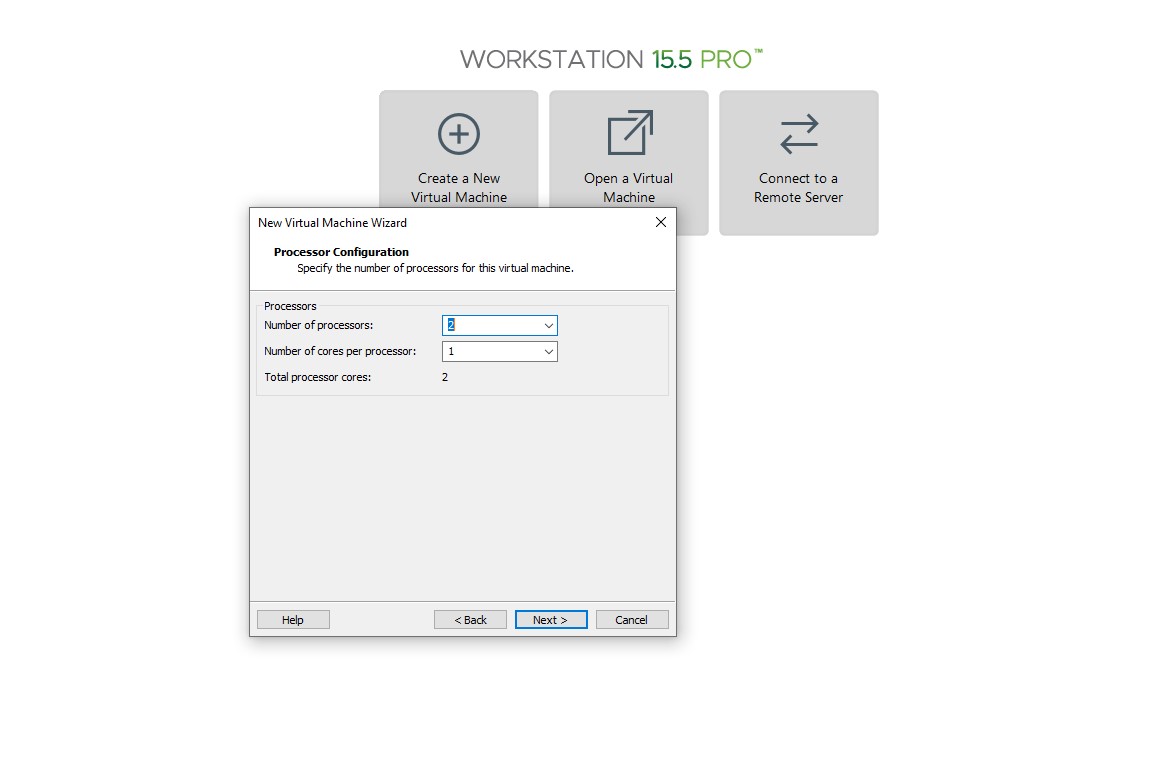 WORKSTATION 15.5 PRO™
Create a New
Virtual Machine
Open a Virtual
Machine
Connect to a
Remote Server
New Virtual Machine Wizard
Processor Configuration
Specify the number of processors for this virtual machine.
Processors
Number of processors: 2
Number of cores per processor: 1
Total processor cores: 2
Help
< Back
Next >
Cancel